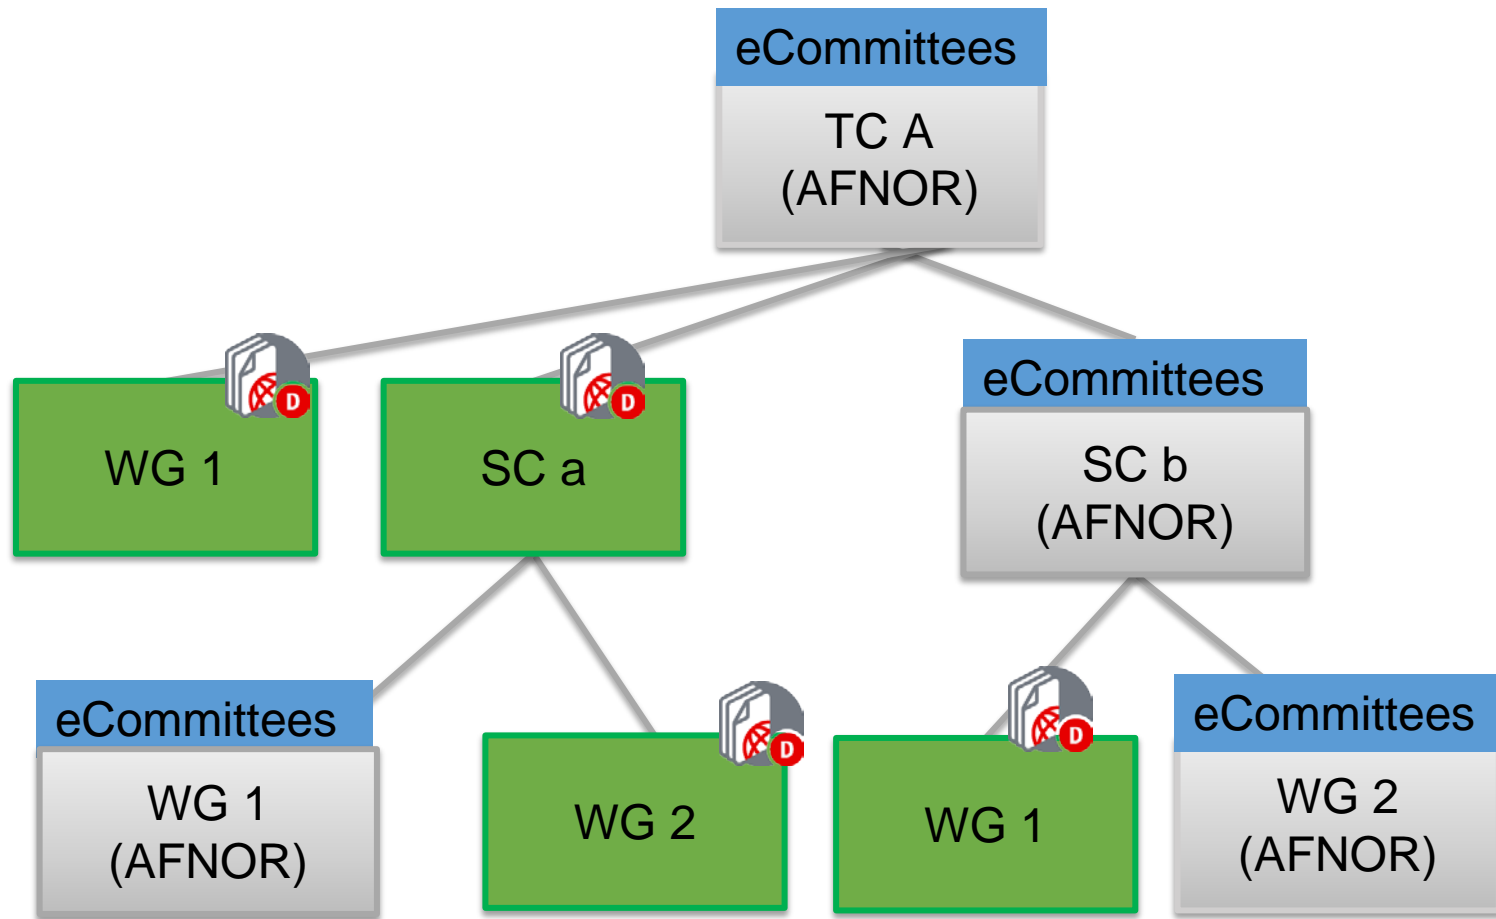 eCommittees
TC A
(AFNOR)
D
WG 1
D
SC a
eCommittees
SC b
(AFNOR)
eCommittees
WG 1
(AFNOR)
D
WG 2
D
WG 1
eCommittees
WG 2
(AFNOR)